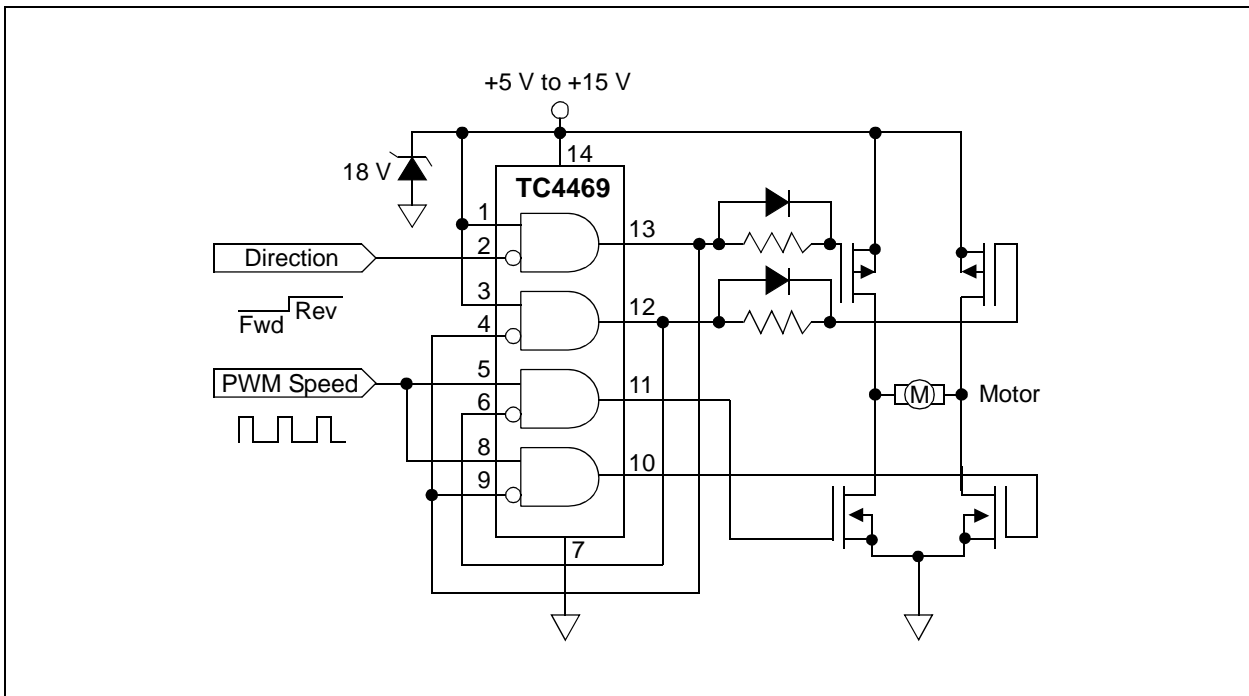 +5 V to +15 V
14
18 V
TC4469
1
13
2
Direction
3
12
Fwd Rev
4
PWM Speed
5
11
6
M Motor
8
10
9
7